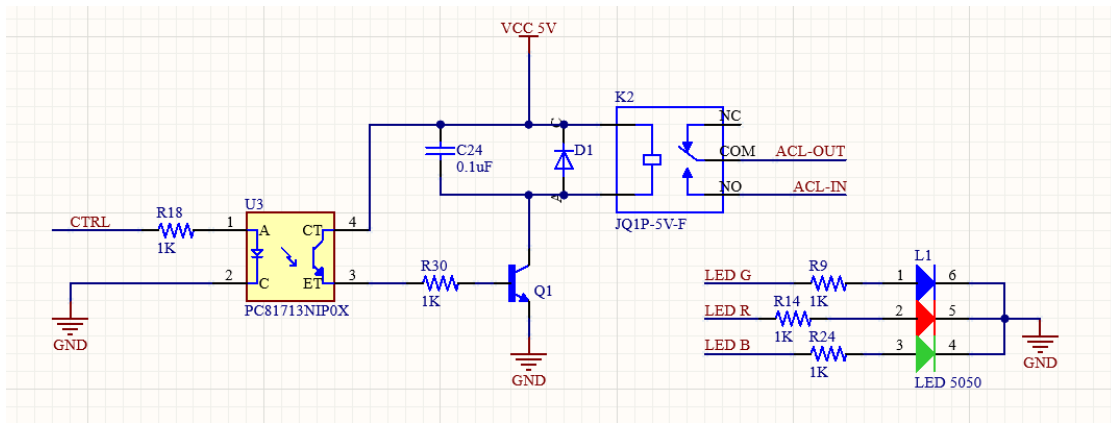 VCC 5V
K2
NC
C
C24
0.1uF
D1
COM
ACL-OUT
NO
ACL-IN
A
JQ1P-5V-F
U3
CTRL
R18
1K
1
A
CT
4
2
C
ET
3
PC81713NIP0X
GND
R30
1K
Q1
GND
L1
LED G
R9
1K
1
6
LED R
R14
1K
2
5
LED B
R24
1K
3
4
LED 5050
GND